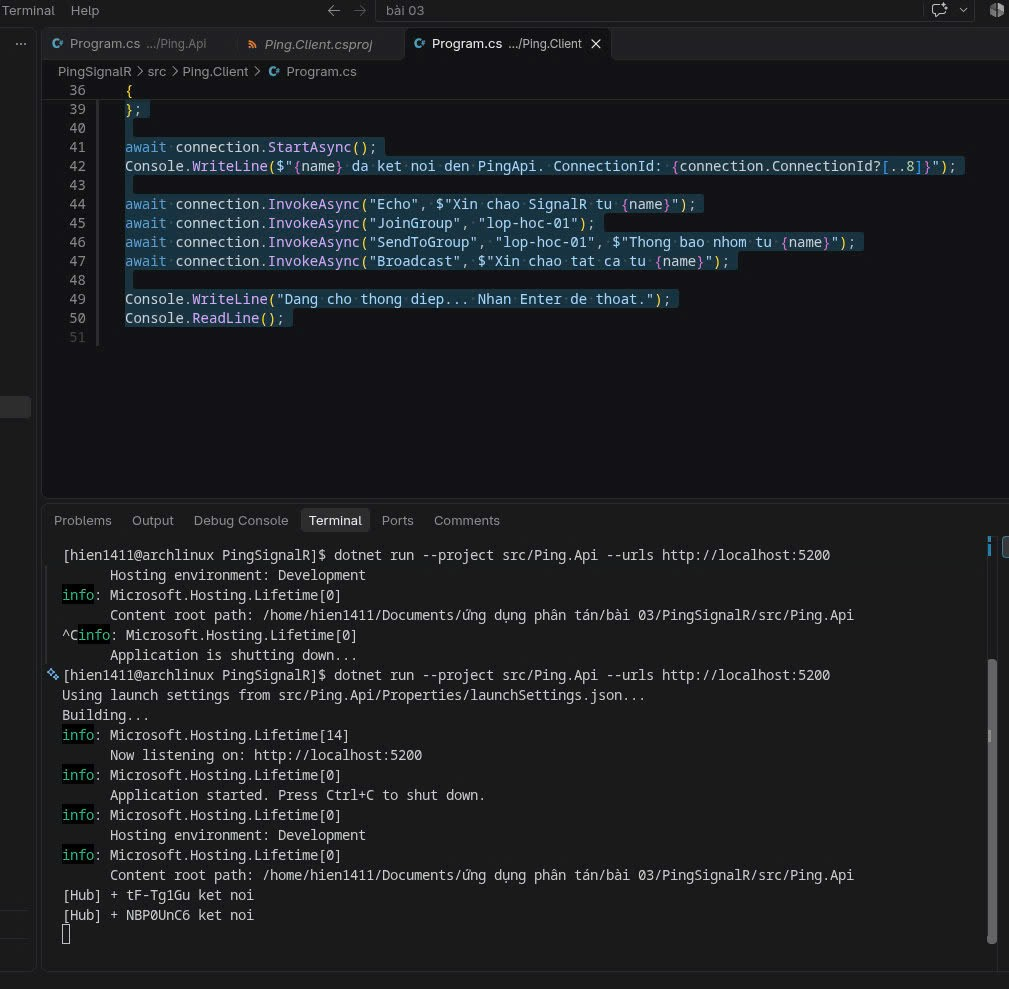 Terminal Help
bài 03
Program.cs .../Ping.Api Ping.Client.csproj Program.cs .../Ping.Client
PingSignalR > src > Ping.Client > Program.cs
36 {
39 };
40
41 await connection.StartAsync();
42 Console.WriteLine($"{name} da ket noi den PingApi. ConnectionId: {connection.ConnectionId?[..8]}");
43
44 await connection.InvokeAsync("Echo", $"Xin chao SignalR tu {name}");
45 await connection.InvokeAsync("JoinGroup", "lop-hoc-01");
46 await connection.InvokeAsync("SendToGroup", "lop-hoc-01", $"Thong bao nhom tu {name}");
47 await connection.InvokeAsync("Broadcast", $"Xin chao tat ca tu {name}");
48
49 Console.WriteLine("Dang cho thong diep... Nhan Enter de thoat.");
50 Console.ReadLine();
51
Problems Output Debug Console Terminal Ports Comments
[hien1411@archlinux PingSignalR]$ dotnet run --project src/Ping.Api --urls http://localhost:5200
Hosting environment: Development
info: Microsoft.Hosting.Lifetime[0]
Content root path: /home/hien1411/Documents/ứng dụng phân tán/bài 03/PingSignalR/src/Ping.Api
^Cinfo: Microsoft.Hosting.Lifetime[0]
Application is shutting down...
[hien1411@archlinux PingSignalR]$ dotnet run --project src/Ping.Api --urls http://localhost:5200
Using launch settings from src/Ping.Api/Properties/launchSettings.json...
Building...
info: Microsoft.Hosting.Lifetime[14]
Now listening on: http://localhost:5200
info: Microsoft.Hosting.Lifetime[0]
Application started. Press Ctrl+C to shut down.
info: Microsoft.Hosting.Lifetime[0]
Hosting environment: Development
info: Microsoft.Hosting.Lifetime[0]
Content root path: /home/hien1411/Documents/ứng dụng phân tán/bài 03/PingSignalR/src/Ping.Api
[Hub] + tF-Tg1Gu ket noi
[Hub] + NBP0UnC6 ket noi